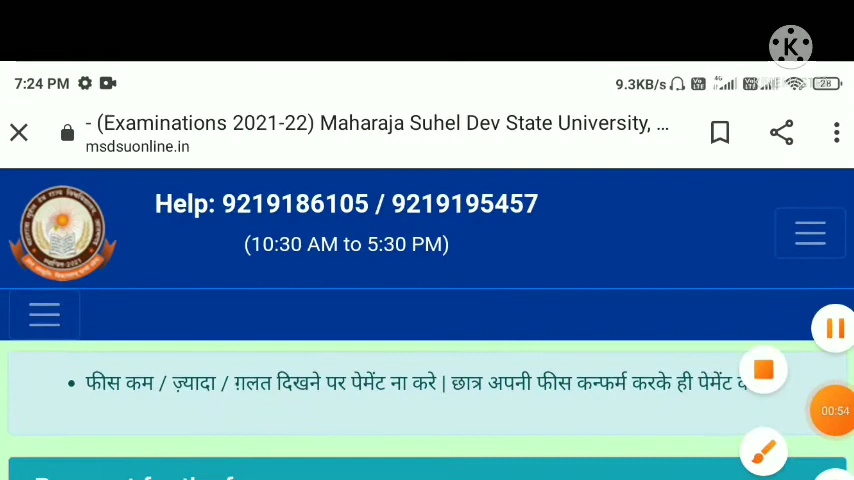 K
7:24 PM
9.3KB/s 4G 28
- (Examinations 2021-22) Maharaja Suhel Dev State University, ...
msdsuonline.in
Help: 9219186105 / 9219195457
(10:30 AM to 5:30 PM)
• फीस कम / ज़्यादा / ग़लत दिखने पर पेमेंट ना करे | छात्र अपनी फीस कन्फर्म करके ही पेमेंट
00:54